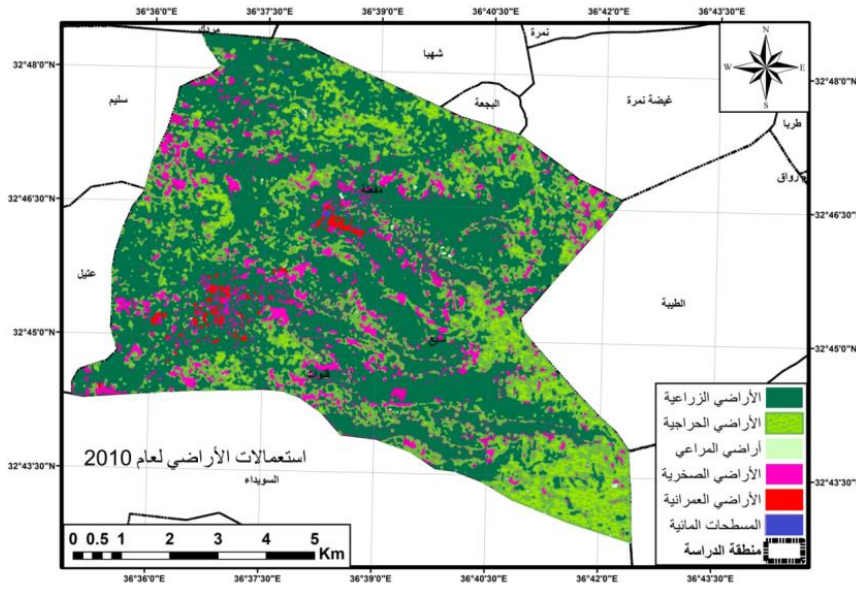 36°36'0"E 36°37'30"E 36°39'0"E 36°40'30"E 36°42'0"E 36°43'30"E
مردك
نمرة
شهبا
N
W E
S
32°48'0"N
32°48'0"N
سليم
البجعة
غيضة نمرة
طربا
رواق
مفعله
32°46'30"N
32°46'30"N
عتيل
الطيبة
32°45'0"N
32°45'0"N
قنوات
الأراضي الزراعية
الأراضي الحراجية
أراضي المراعي
الأراضي الصخرية
الأراضي العمرانية
المسطحات المائية
منطقة الدراسة
استعمالات الأراضي لعام 2010
32°43'30"N
32°43'30"N
السويداء
0 0.5 1 2 3 4 5
Km
36°36'0"E 36°37'30"E 36°39'0"E 36°40'30"E 36°42'0"E 36°43'30"E